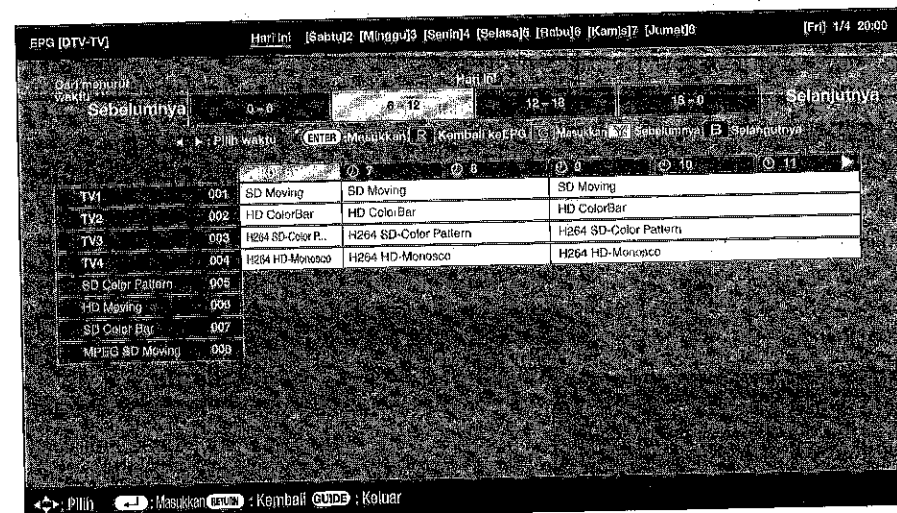 EPG [DTV-TV] Hari Ini [Sabtu]2 [Minggu]3 [Senin]4 [Selasa]5 [Rabu]6 [Kamis]7 [Jumat]8 [Fri] 1/4 20:00
Cari menurut waktu
Hari Ini
Sebelumnya 0 – 6 6 – 12 12 – 18 18 – 0 Selanjutnya
◄ ►: Pilih waktu ENTER :Masukkan R Kembali keEPG G Masukkan Y Sebelumnya B Selangutnya
7 8 9 10 11
TV1 001 SD Moving SD Moving SD Moving
TV2 002 HD ColorBar HD ColorBar HD ColorBar
TV3 003 H264 SD-Color P... H264 SD-Color Pattern H264 SD-Color Pattern
TV4 004 H264 HD-Monosco H264 HD-Monosco H264 HD-Monosco
SD Color Pattern 005
HD Moving 006
SD Color Bar 007
MPEG SD Moving 008
: Pilih : Masukkan RETURN : Kembali GUIDE : Keluar